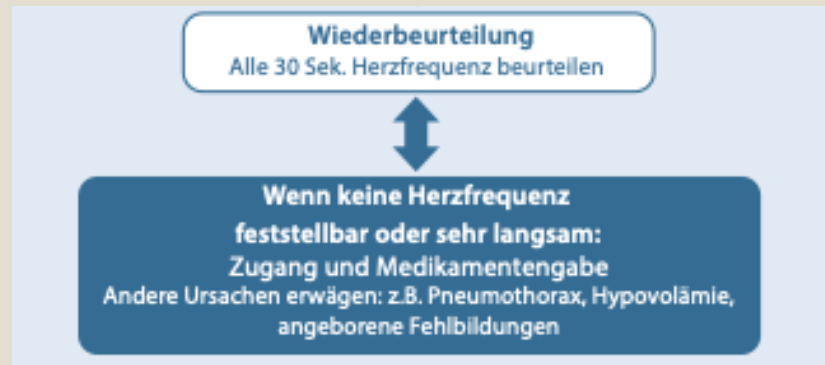 Wiederbeurteilung
Alle 30 Sek. Herzfrequenz beurteilen
Wenn keine Herzfrequenz
feststellbar oder sehr langsam:
Zugang und Medikamentengabe
Andere Ursachen erwägen: z.B. Pneumothorax, Hypovolämie,
angeborene Fehlbildungen